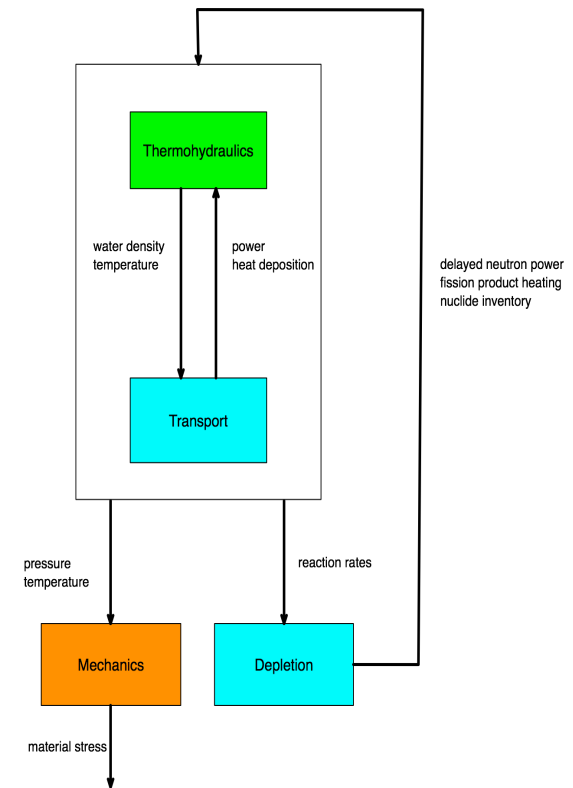 Thermohydraulics
water density
temperature
power
heat deposition
delayed neutron power
fission product heating
nuclide inventory
Transport
pressure
temperature
reaction rates
Mechanics
Depletion
material stress